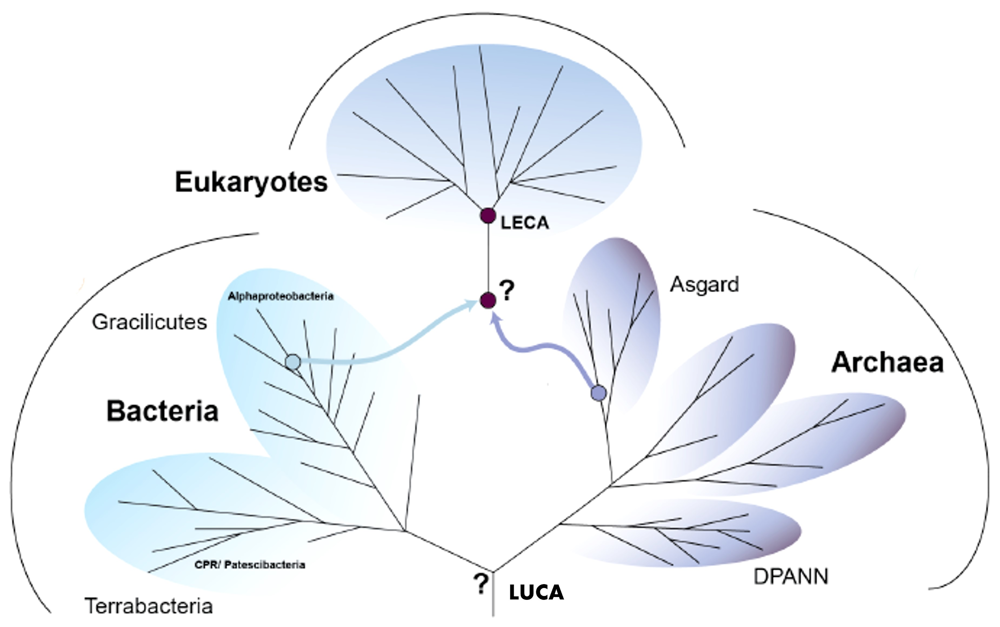 Eukaryotes
LECA
?
Asgard
Alphaproteobacteria
Gracilicutes
Archaea
Bacteria
CPR/ Patescibacteria
DPANN
?
LUCA
Terrabacteria